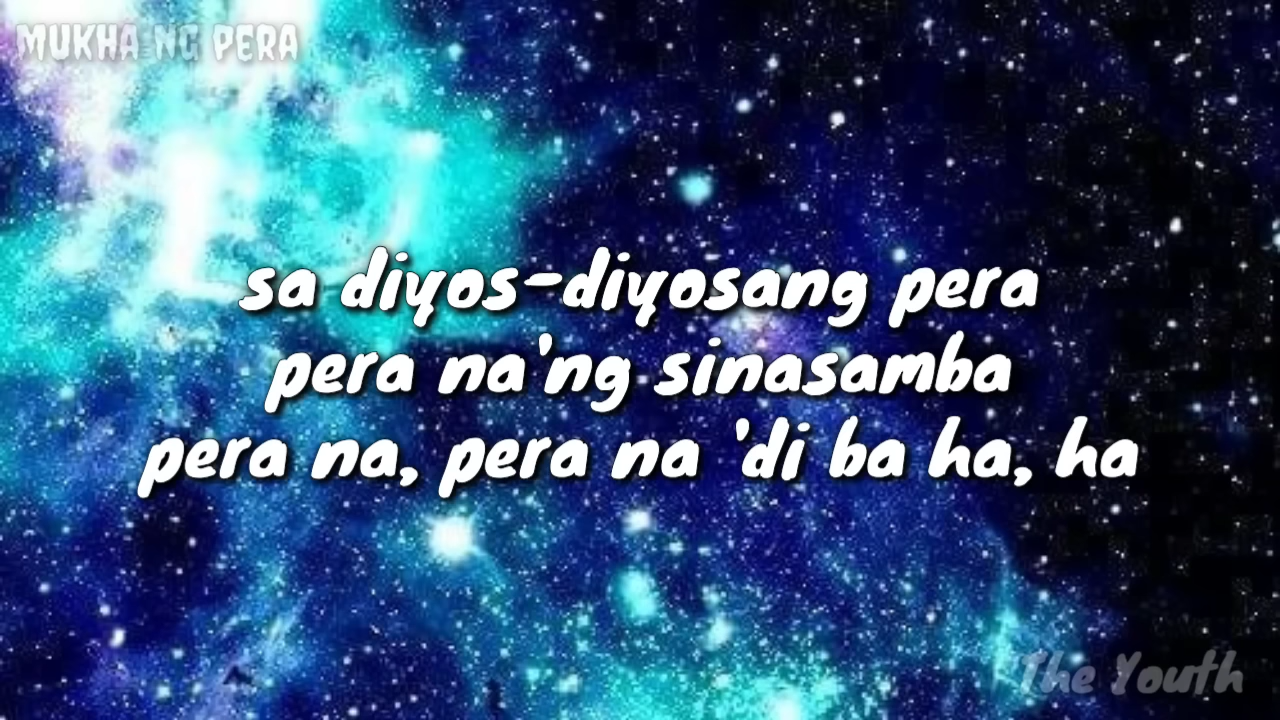 MUKHA NG PERA
sa diyos-diyosang pera
pera na'ng sinasamba
pera na, pera na 'di ba ha, ha
The Youth